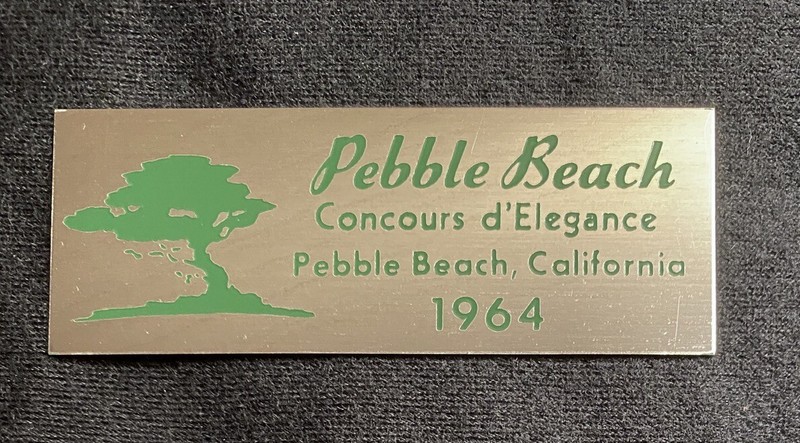 Pebble Beach
Concours d'Elegance
Pebble Beach, California
1964